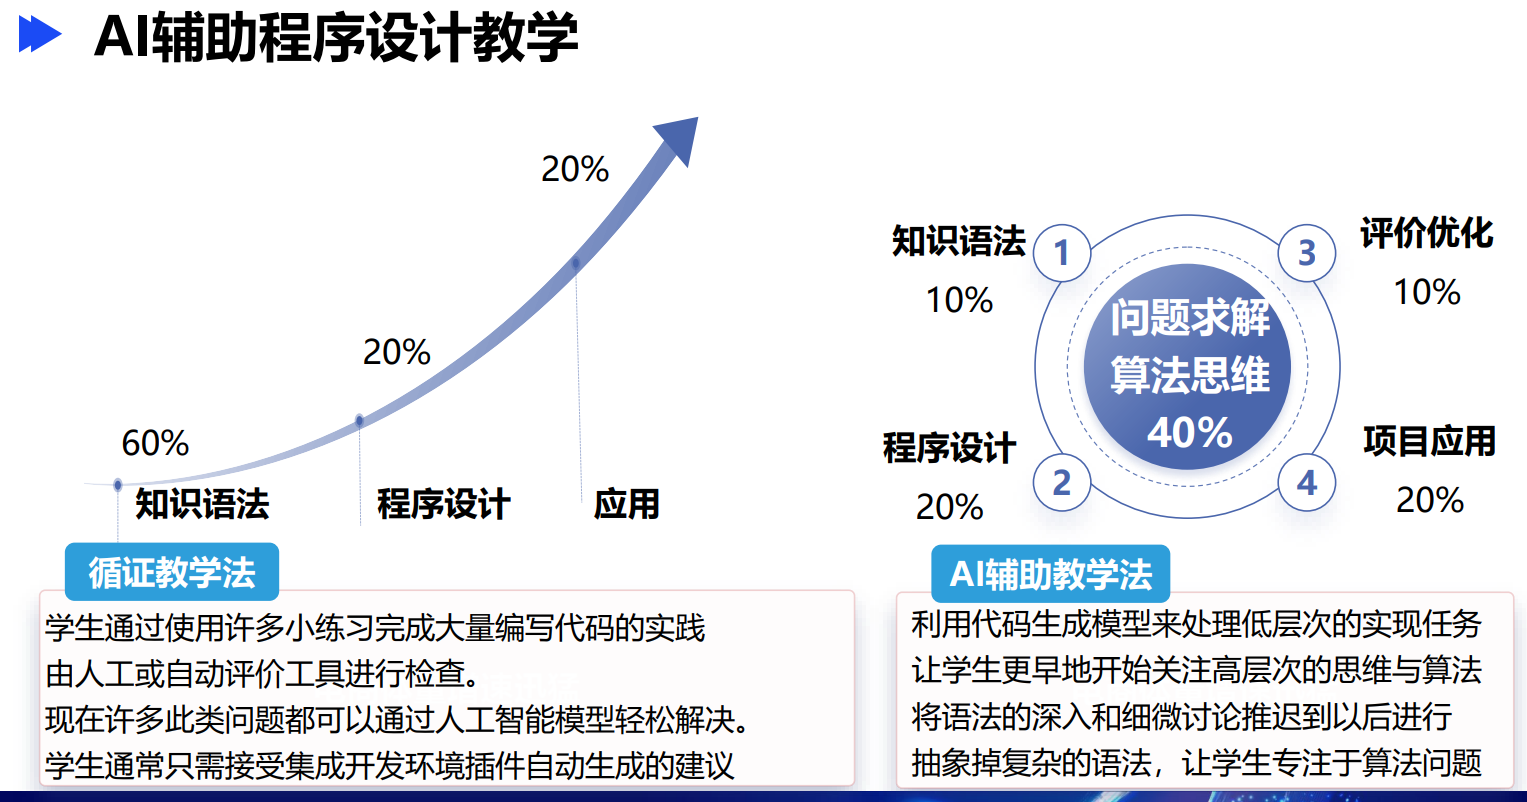 AI辅助程序设计教学
20%
20%
60%
知识语法
程序设计
应用
循证教学法
学生通过使用许多小练习完成大量编写代码的实践
由人工或自动评价工具进行检查。
现在许多此类问题都可以通过人工智能模型轻松解决。
学生通常只需接受集成开发环境插件自动生成的建议
知识语法
10%
1
3
评价优化
10%
问题求解
算法思维
40%
程序设计
20%
2
4
项目应用
20%
AI辅助教学法
利用代码生成模型来处理低层次的实现任务
让学生更早地开始关注高层次的思维与算法
将语法的深入和细微讨论推迟到以后进行
抽象掉复杂的语法，让学生专注于算法问题